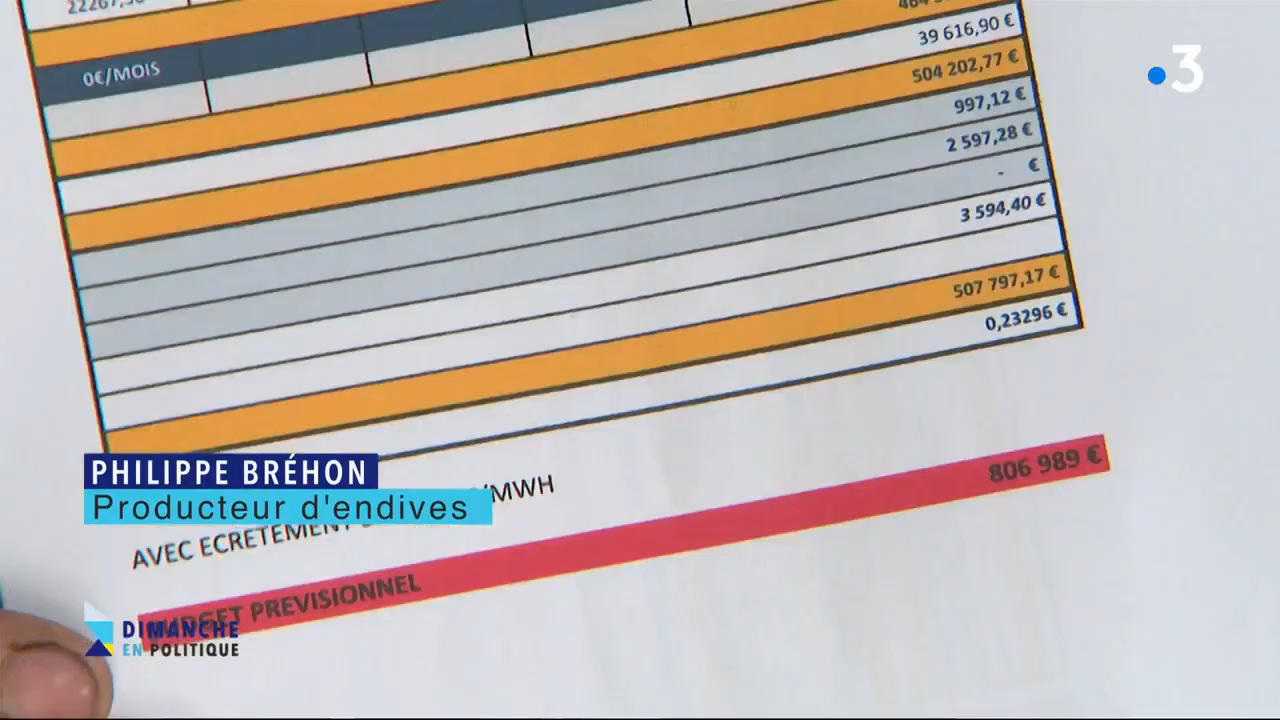 0€/MOIS
39 616,90 €
504 202,77 €
997,12 €
2 597,28 €
- €
3 594,40 €
507 797,17 €
0,23296 €
PHILIPPE BRÉHON
Producteur d'endives
AVEC ECRETEMENT /MWH
806 989 €
BUDGET PREVISIONNEL
DIMANCHE
EN POLITIQUE
3